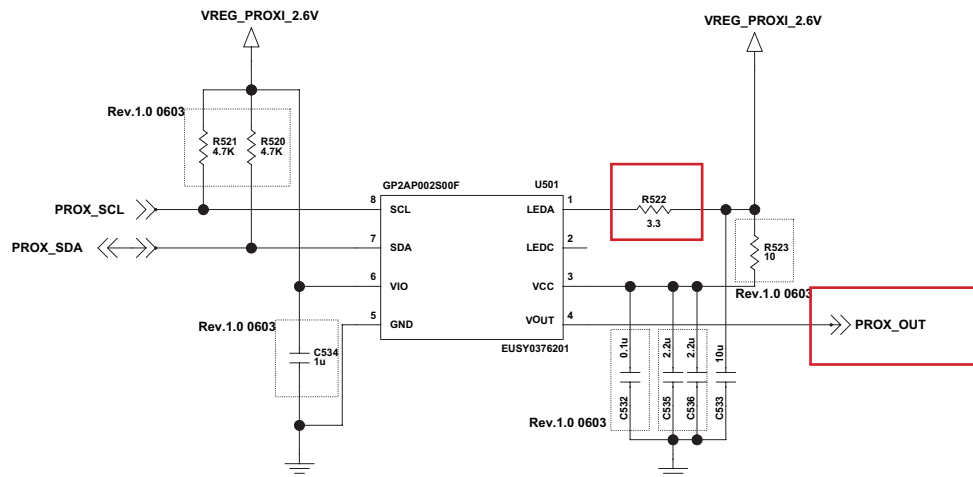 VREG_PROXI_2.6V
VREG_PROXI_2.6V
Rev.1.0 0603
R521
4.7K
R520
4.7K
GP2AP002S00F
U501
R522
3.3
PROX_SCL
8
SCL
LEDA
1
PROX_SDA
7
SDA
LEDC
2
R523
10
6
VIO
VCC
3
Rev.1.0 0603
Rev.1.0 0603
5
GND
VOUT
4
PROX_OUT
EUSY0376201
C534
1u
0.1u
2.2u
2.2u
10u
C532
C535
C536
C533
Rev.1.0 0603